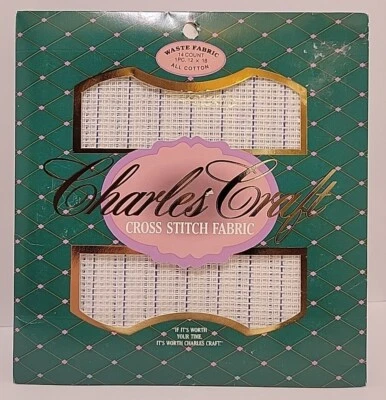 WASTE FABRIC
14 COUNT
1PC. 12 x 18
ALL COTTON
Charles Craft
CROSS STITCH FABRIC
"IF IT'S WORTH
YOUR TIME,
IT'S WORTH CHARLES CRAFT"